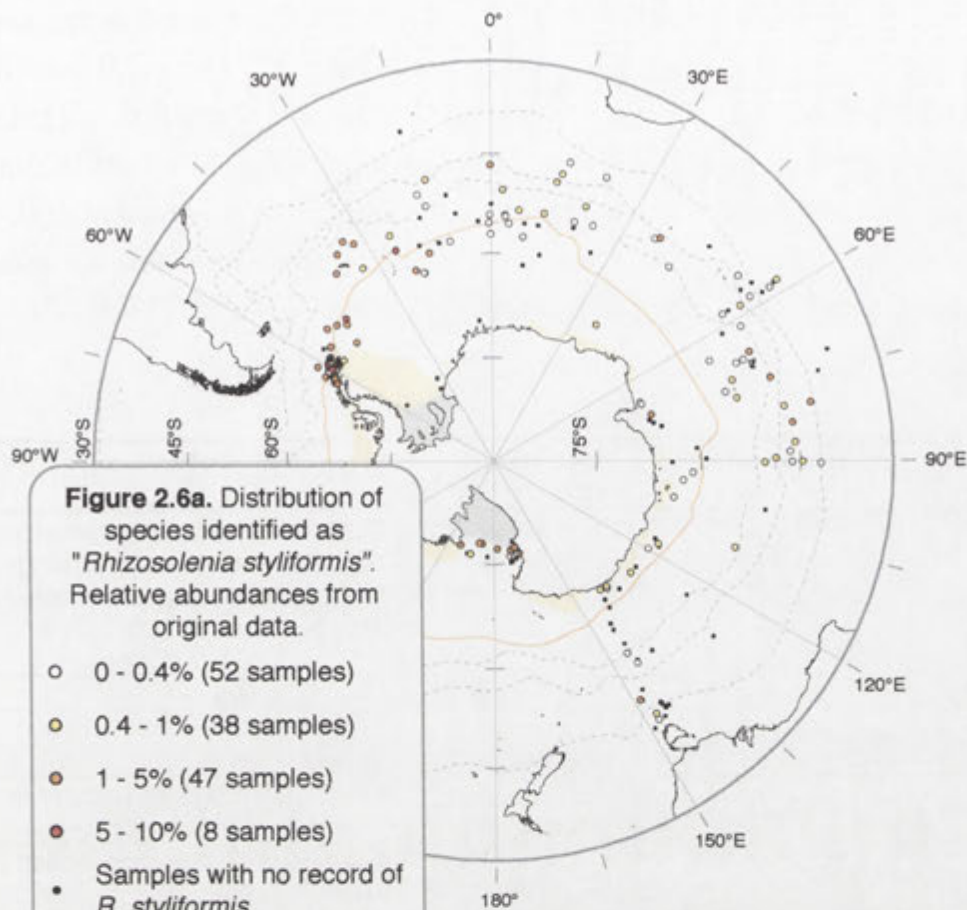 0°
30°W
30°E
60°W
60°E
90°W
30°S
45°S
60°S
75°S
90°E
120°E
150°E
180°
Figure 2.6a. Distribution of
species identified as
"Rhizosolenia styliformis".
Relative abundances from
original data.
0 - 0.4% (52 samples)
0.4 - 1% (38 samples)
1 - 5% (47 samples)
5 - 10% (8 samples)
Samples with no record of
R. styliformis